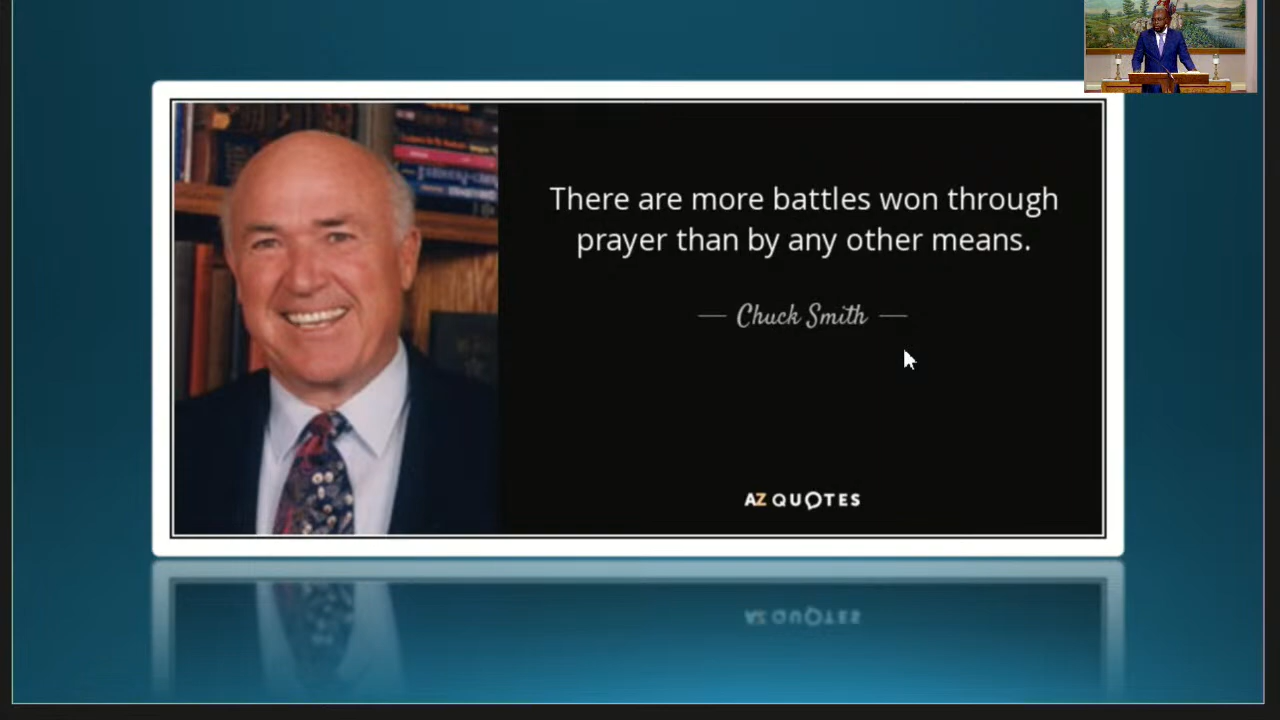 There are more battles won through
prayer than by any other means.
— Chuck Smith —
AZ QUOTES